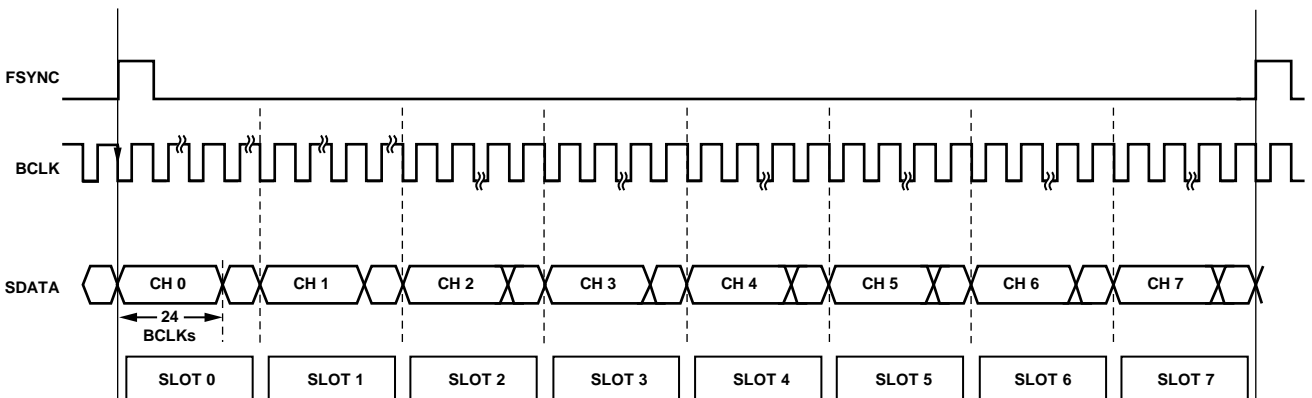 FSYNC
BCLK
SDATA
CH 0
CH 1
CH 2
CH 3
CH 4
CH 5
CH 6
CH 7
24
BCLKs
SLOT 0
SLOT 1
SLOT 2
SLOT 3
SLOT 4
SLOT 5
SLOT 6
SLOT 7